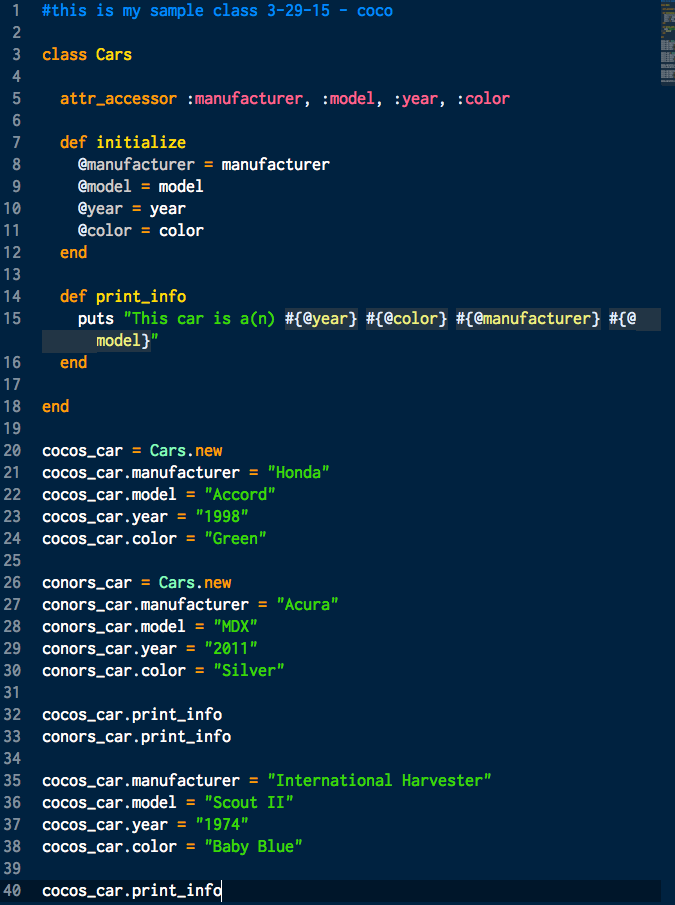 1 #this is my sample class 3-29-15 - coco
2
3 class Cars
4
5   attr_accessor :manufacturer, :model, :year, :color
6
7   def initialize
8     @manufacturer = manufacturer
9     @model = model
10     @year = year
11     @color = color
12   end
13
14   def print_info
15     puts "This car is a(n) #{@year} #{@color} #{@manufacturer} #{@
model}"
16   end
17
18 end
19
20 cocos_car = Cars.new
21 cocos_car.manufacturer = "Honda"
22 cocos_car.model = "Accord"
23 cocos_car.year = "1998"
24 cocos_car.color = "Green"
25
26 conors_car = Cars.new
27 conors_car.manufacturer = "Acura"
28 conors_car.model = "MDX"
29 conors_car.year = "2011"
30 conors_car.color = "Silver"
31
32 cocos_car.print_info
33 conors_car.print_info
34
35 cocos_car.manufacturer = "International Harvester"
36 cocos_car.model = "Scout II"
37 cocos_car.year = "1974"
38 cocos_car.color = "Baby Blue"
39
40 cocos_car.print_info